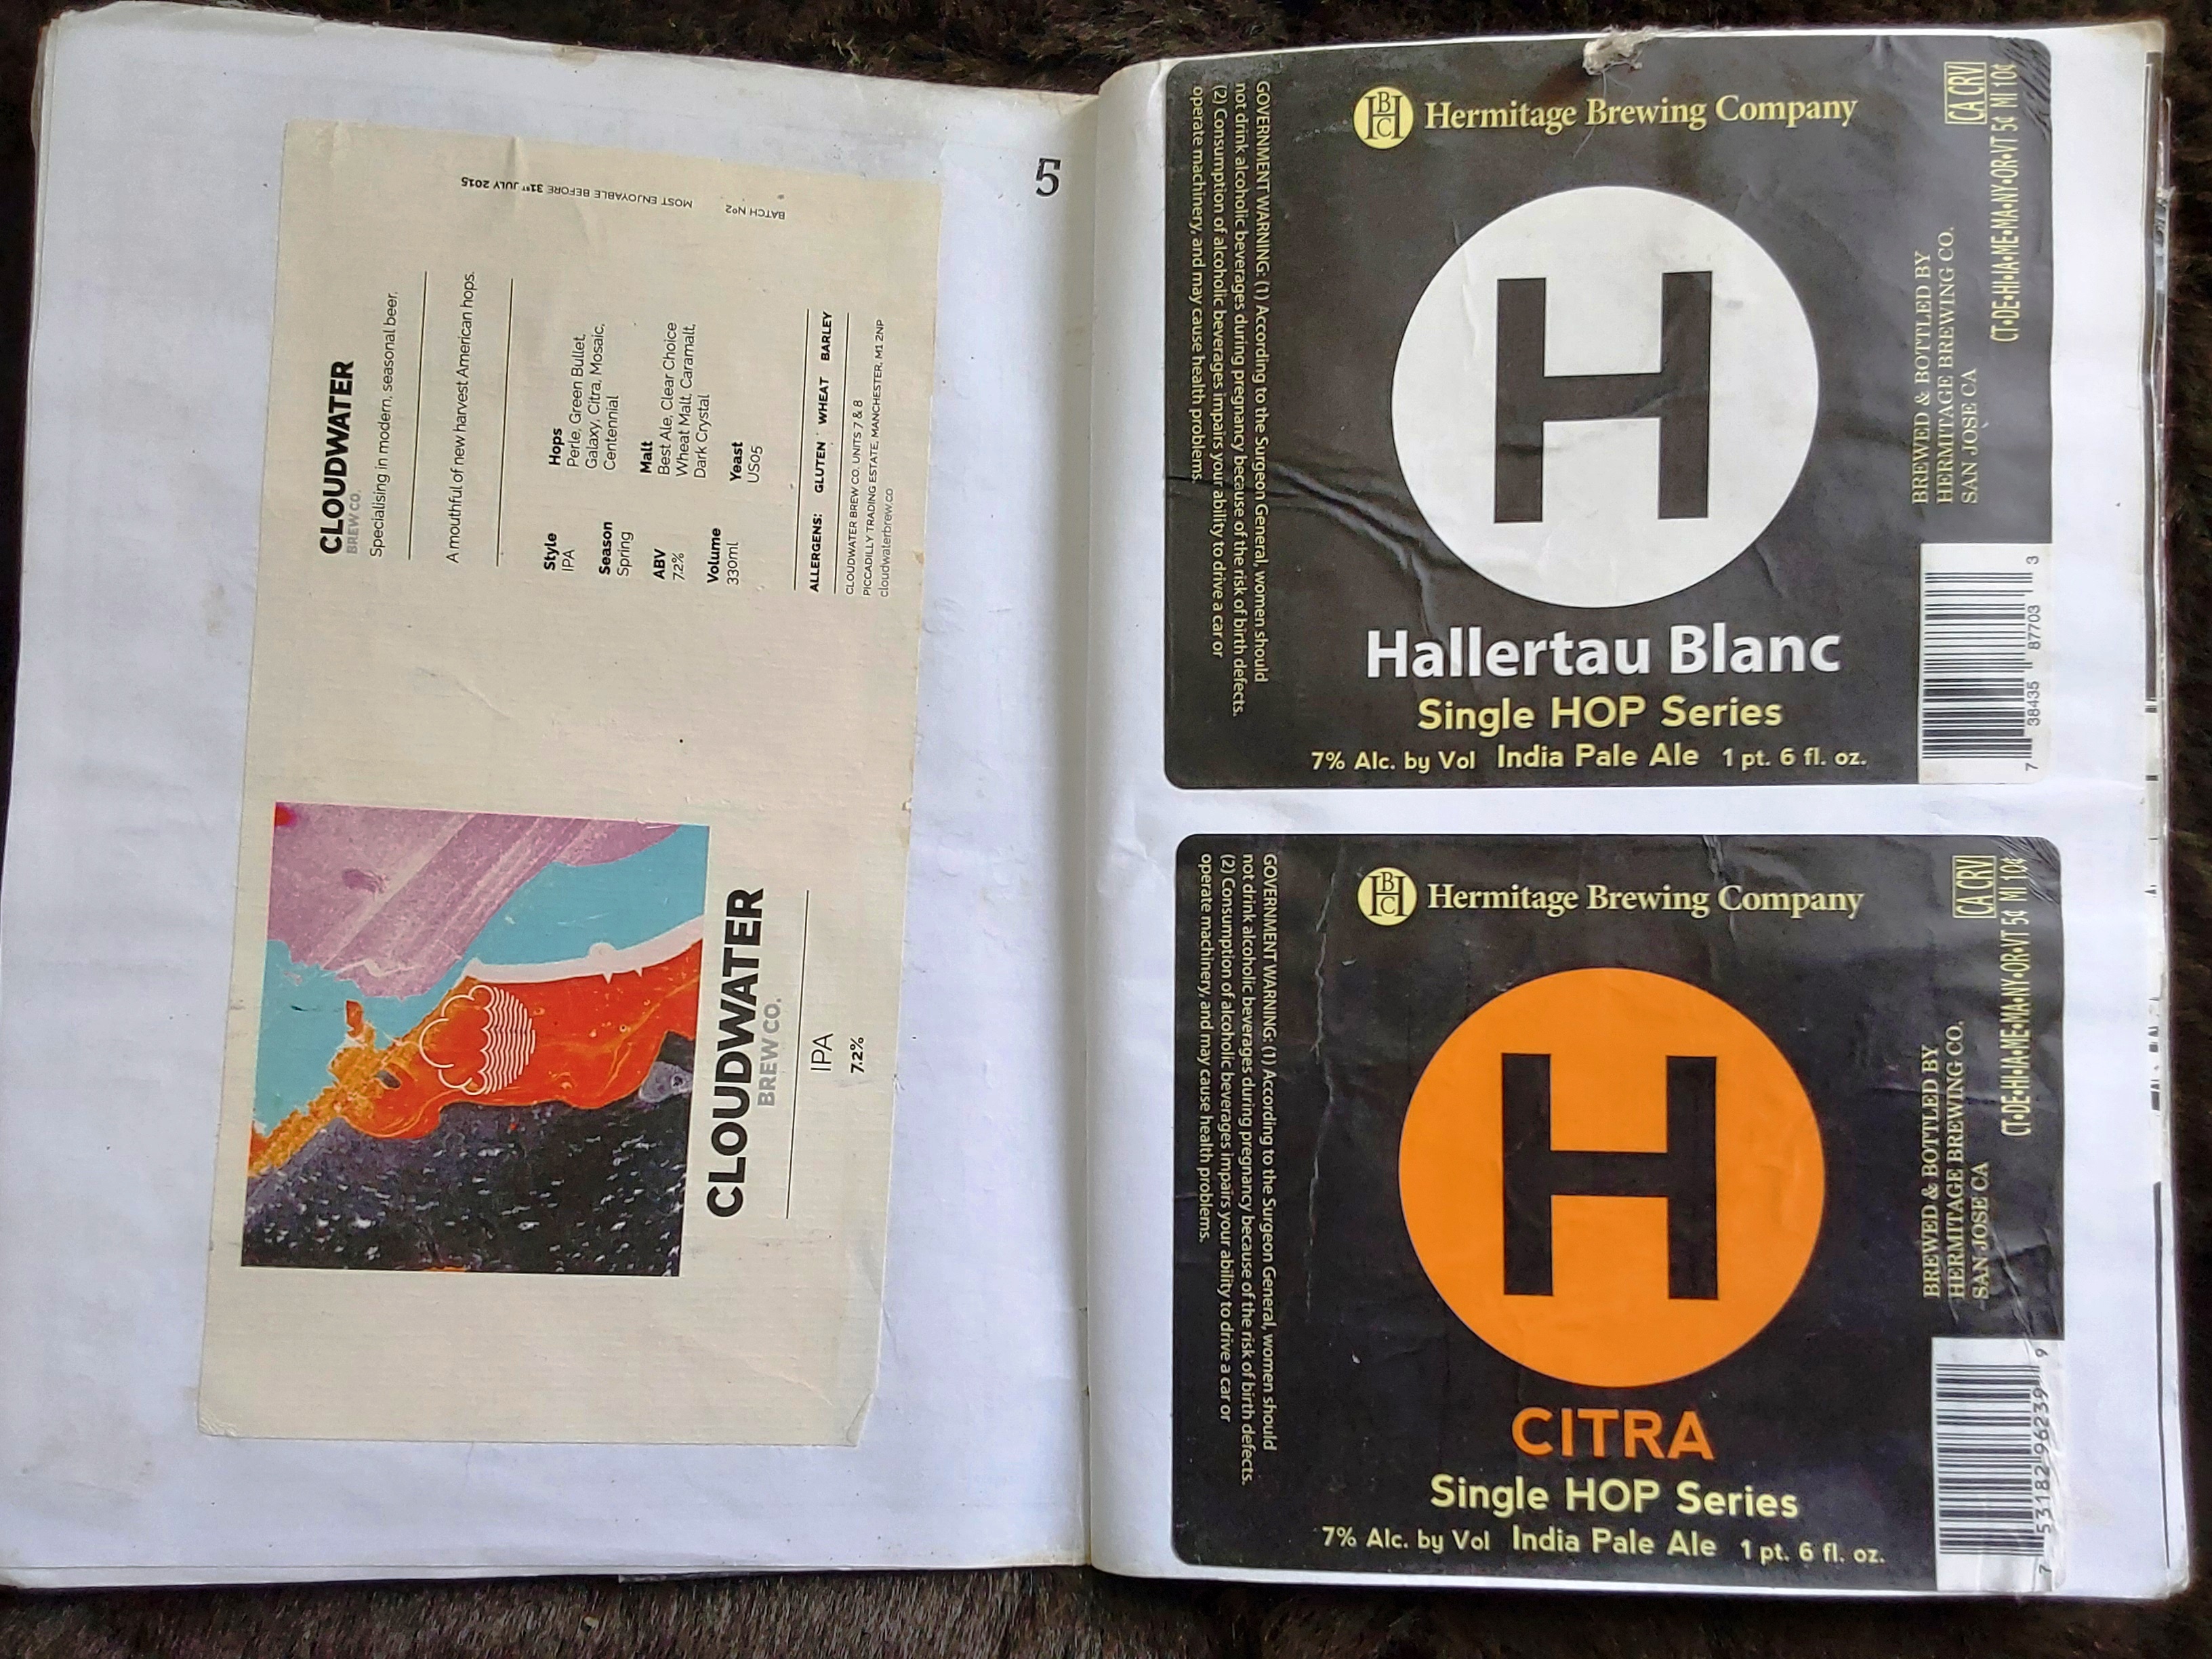 BATCH Nº2
MOST ENJOYABLE BEFORE 31ST JULY 2015
CLOUDWATER
BREW CO.
Specialising in modern, seasonal beer.
A mouthful of new harvest American hops.
Style
IPA
Season
Spring
ABV
7.2%
Volume
330ml
Hops
Perle, Green Bullet,
Galaxy, Citra, Mosaic,
Centennial
Malt
Best Ale, Clear Choice
Wheat Malt, Caramalt,
Dark Crystal
Yeast
US05
ALLERGENS: GLUTEN WHEAT BARLEY
CLOUDWATER BREW CO. UNITS 7 & 8
PICCADILLY TRADING ESTATE, MANCHESTER, M1 2NP
cloudwaterbrew.co
CLOUDWATER
BREW CO.
IPA
7.2%
5
GOVERNMENT WARNING: (1) According to the Surgeon General, women should
not drink alcoholic beverages during pregnancy because of the risk of birth defects.
(2) Consumption of alcoholic beverages impairs your ability to drive a car or
operate machinery, and may cause health problems.
HBC Hermitage Brewing Company
H
Hallertau Blanc
Single HOP Series
7% Alc. by Vol India Pale Ale 1 pt. 6 fl. oz.
BREWED & BOTTLED BY
HERMITAGE BREWING CO.
SAN JOSE CA
CA CRV
CT•DE•HI•IA•ME•MA•NY•OR•VT 5¢ MI 10¢
7 38435 87703 3
GOVERNMENT WARNING: (1) According to the Surgeon General, women should
not drink alcoholic beverages during pregnancy because of the risk of birth defects.
(2) Consumption of alcoholic beverages impairs your ability to drive a car or
operate machinery, and may cause health problems.
HBC Hermitage Brewing Company
H
CITRA
Single HOP Series
7% Alc. by Vol India Pale Ale 1 pt. 6 fl. oz.
BREWED & BOTTLED BY
HERMITAGE BREWING CO.
SAN JOSE CA
CA CRV
CT•DE•HI•IA•ME•MA•NY•OR•VT 5¢ MI 10¢
7 53182 96239 9